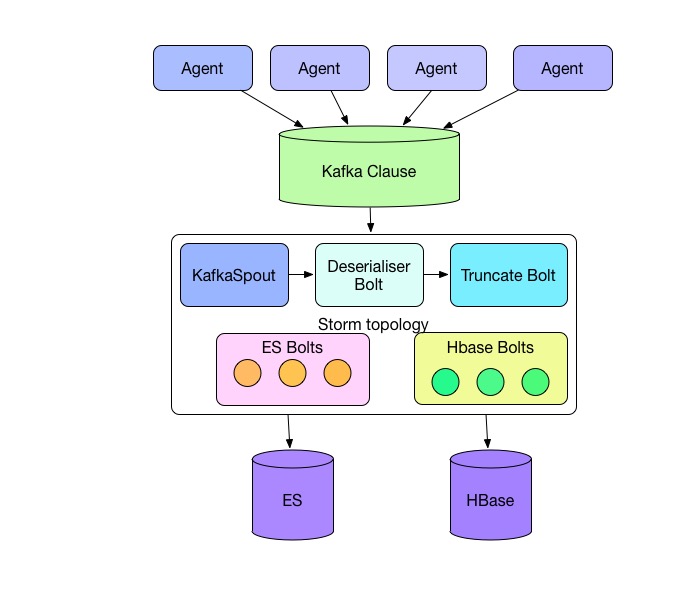 Agent
Agent
Agent
Agent
Kafka Clause
KafkaSpout
Deserialiser
Bolt
Truncate Bolt
Storm topology
ES Bolts
Hbase Bolts
ES
HBase